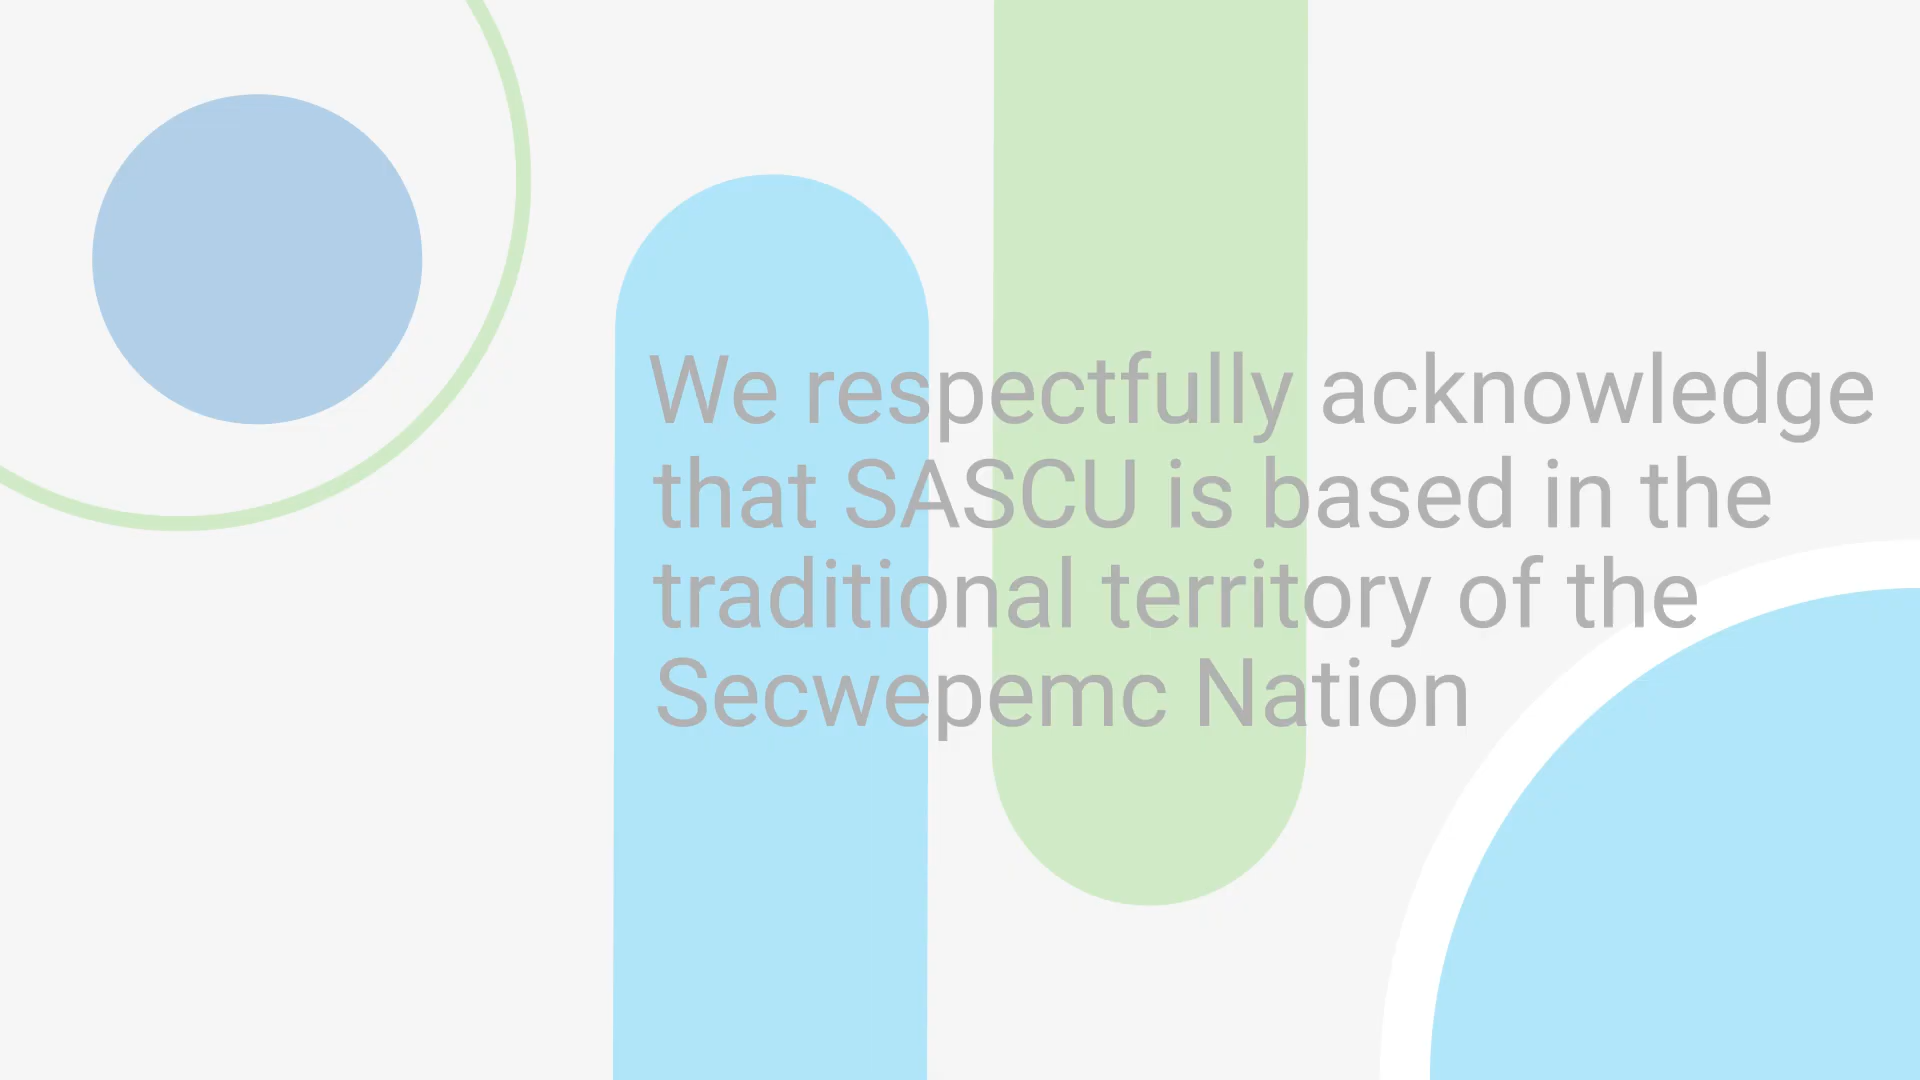 We respectfully acknowledge
that SASCU is based in the
traditional territory of the
Secwepemc Nation